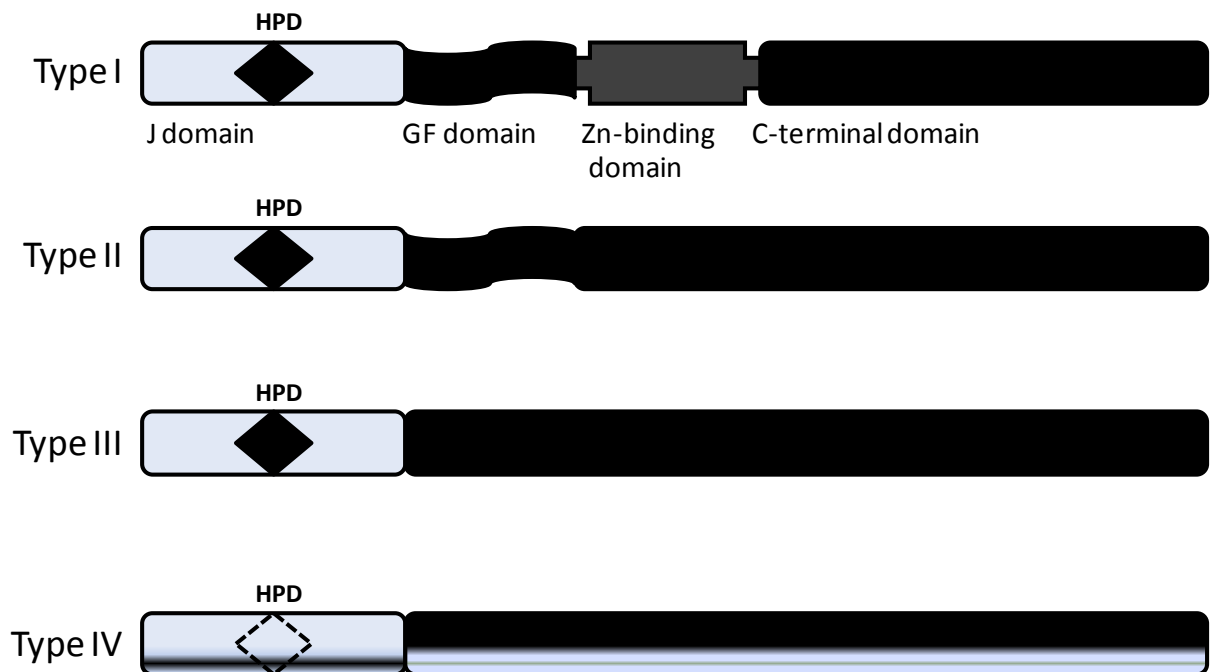 HPD
Type I
J domain
GF domain
Zn-binding
domain
C-terminal domain
HPD
Type II
HPD
Type III
HPD
Type IV